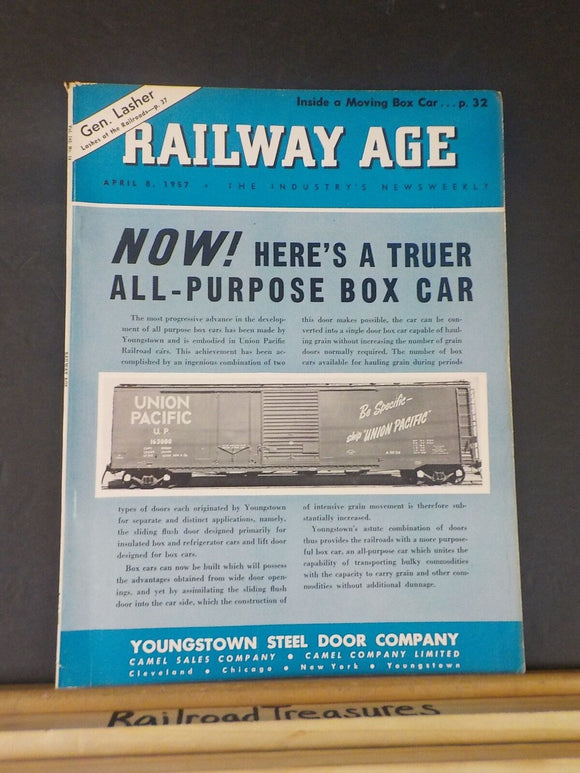 Gen. Lasher
Lashes at the Railroads—p. 37
Inside a Moving Box Car...p. 32
RAILWAY AGE
APRIL 8, 1957 • THE INDUSTRY'S NEWSWEEKLY
NOW! HERE'S A TRUER
ALL-PURPOSE BOX CAR
The most progressive advance in the develop-
ment of all purpose box cars has been made by
Youngstown and is embodied in Union Pacific
Railroad cars. This achievement has been ac-
complished by an ingenious combination of two
this door makes possible, the car can be con-
verted into a single door box car capable of haul-
ing grain without increasing the number of grain
doors normally required. The number of box
cars available for hauling grain during periods
UNION
PACIFIC
U.P.
Be Specific—
ship "UNION PACIFIC"
types of doors each originated by Youngstown
for separate and distinct applications, namely,
the sliding flush door designed primarily for
insulated box and refrigerator cars and lift door
designed for box cars.
Box cars can now be built which will possess
the advantages obtained from wide door open-
ings, and yet by assimilating the sliding flush
door into the car side, which the construction of
of intensive grain movement is therefore sub-
stantially increased.
Youngstown's astute combination of doors
thus provides the railroads with a more purpose-
ful box car, an all-purpose car which unites the
capability of transporting bulky commodities
with the capacity to carry grain and other com-
modities without additional dunnage.
YOUNGSTOWN STEEL DOOR COMPANY
CAMEL SALES COMPANY • CAMEL COMPANY LIMITED
Cleveland • Chicago • New York • Youngstown
Railroad Treasures